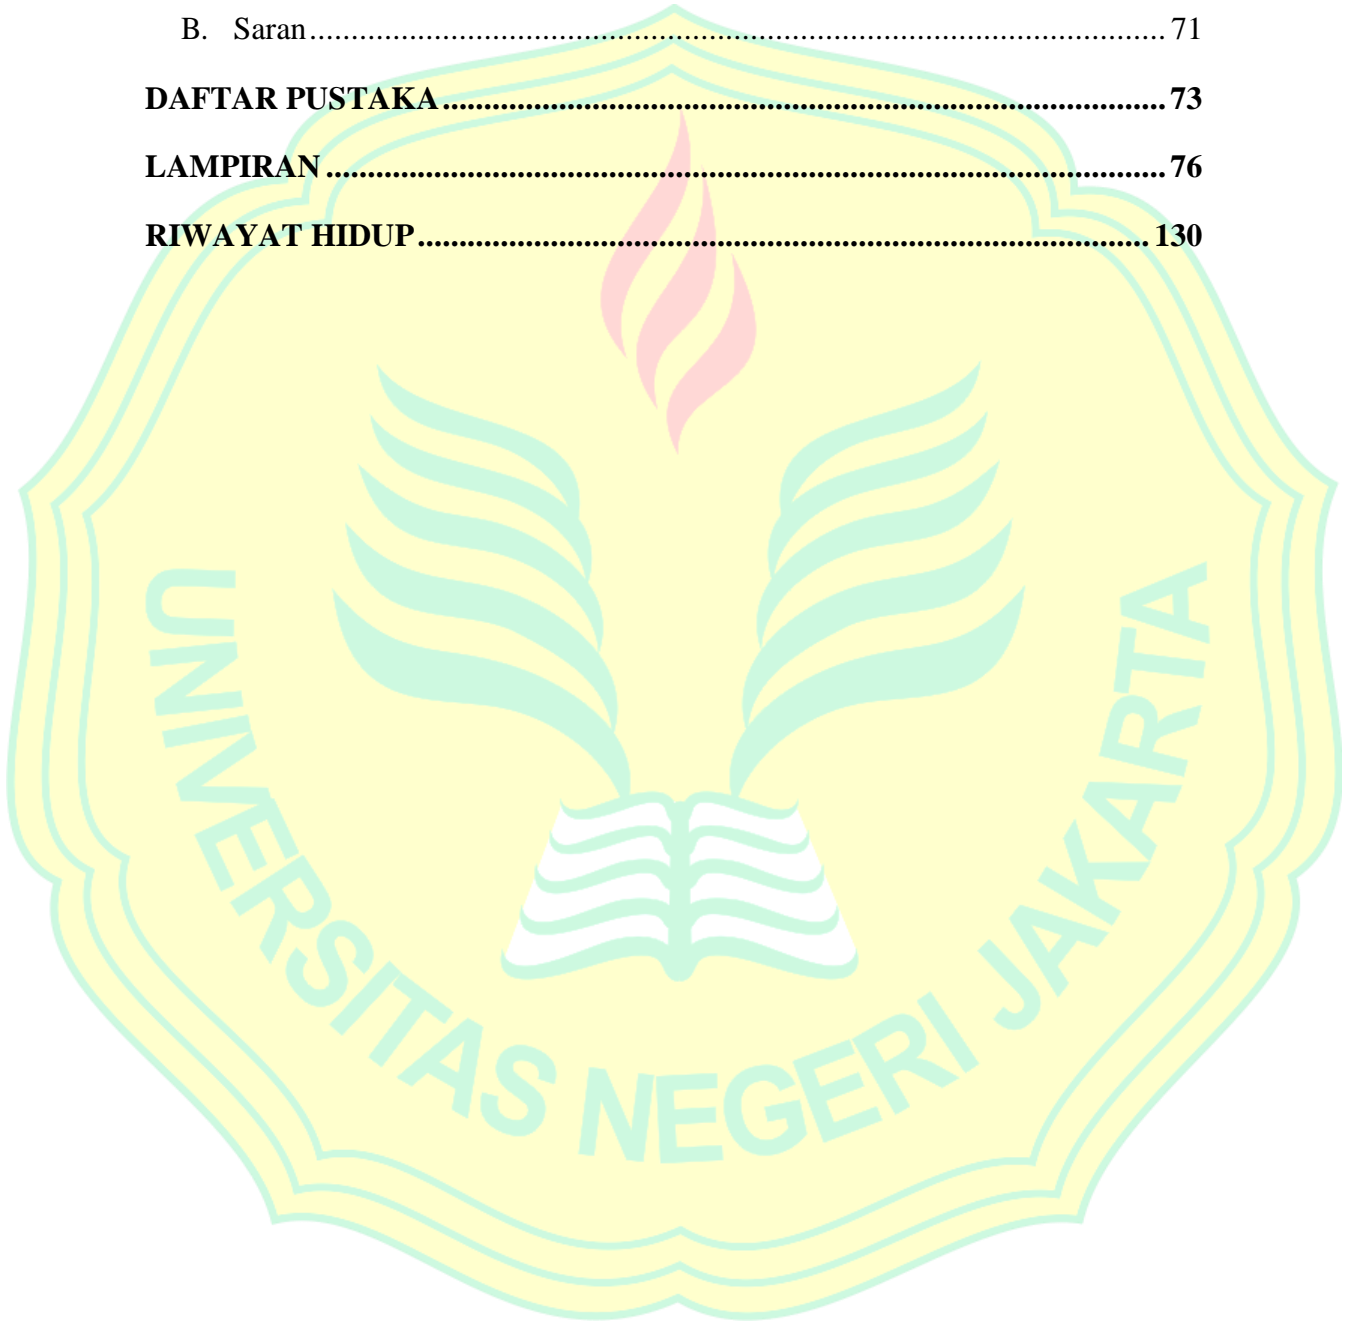 B. Saran........................................................................................................ 71
DAFTAR PUSTAKA........................................................................................ 73
LAMPIRAN...................................................................................................... 76
RIWAYAT HIDUP......................................................................................... 130
UNIVERSITAS NEGERI JAKARTA